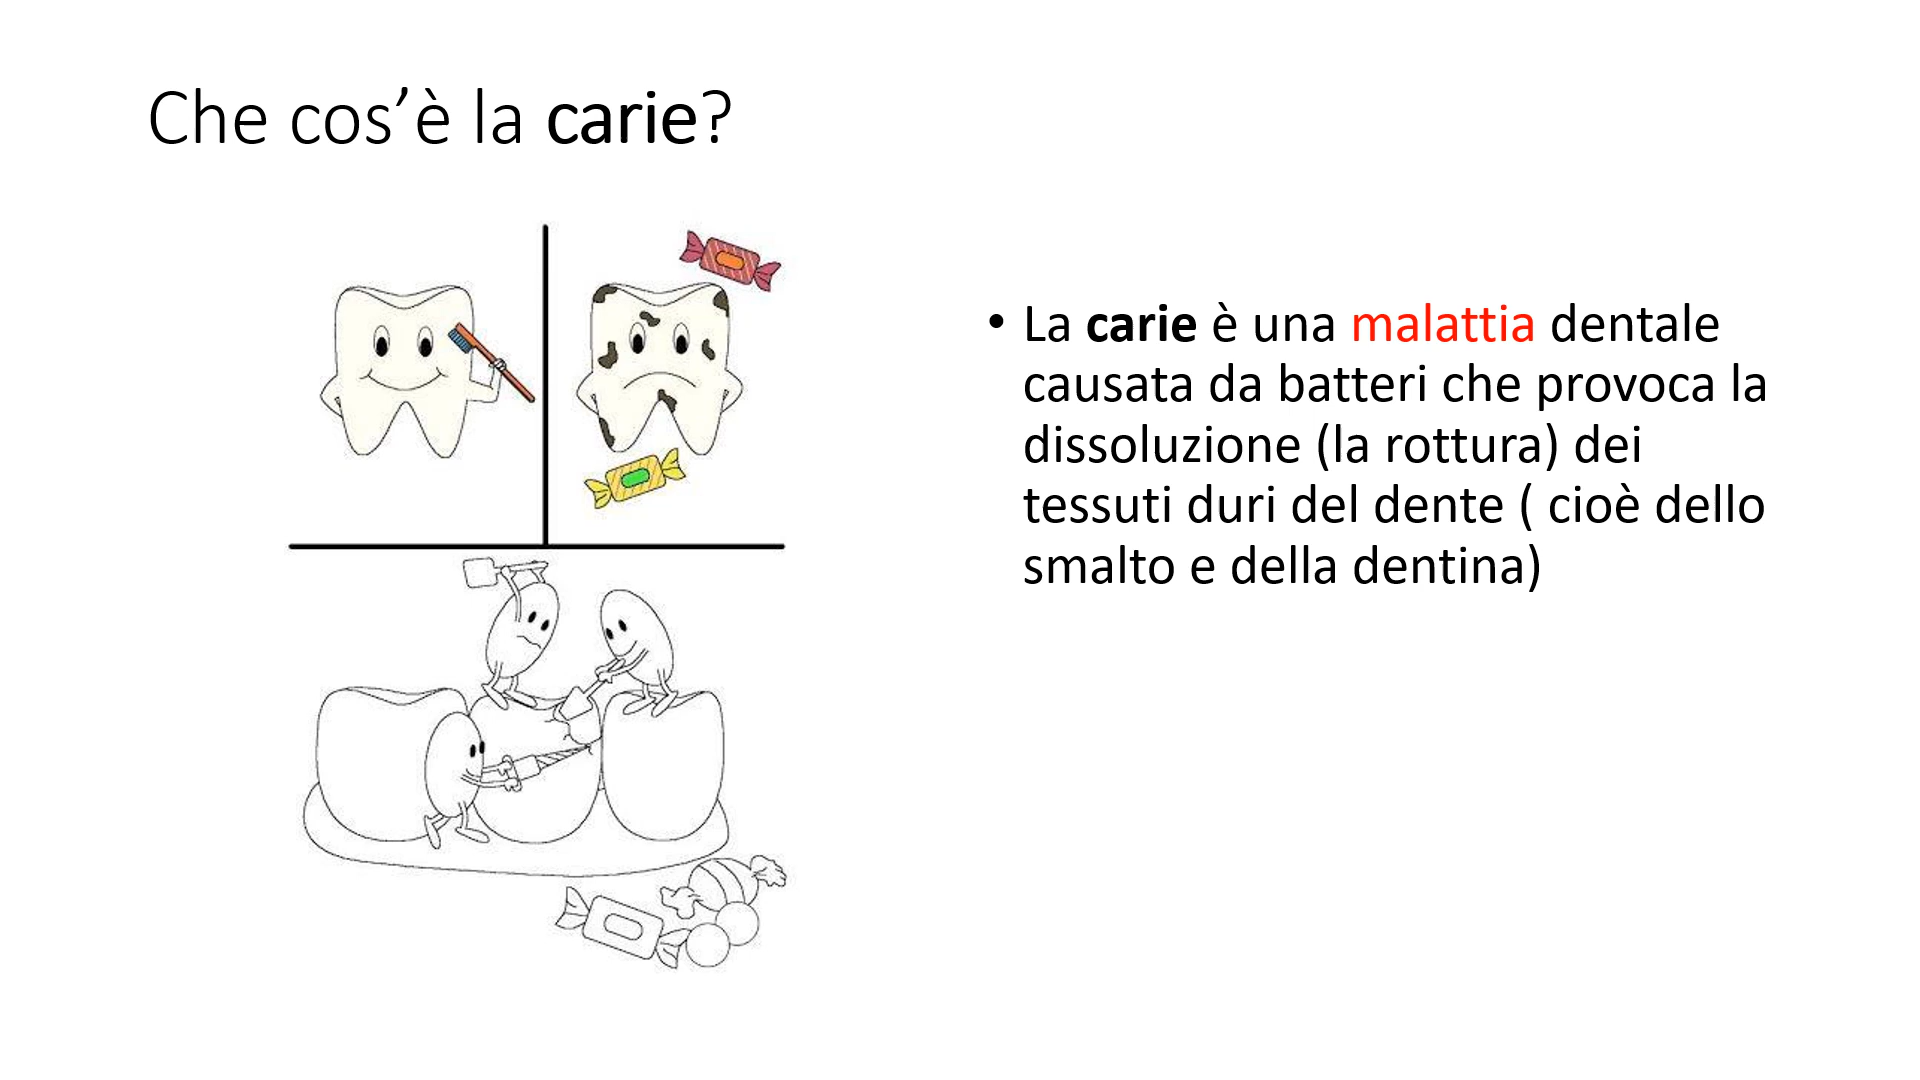 Che cos’è la carie?
• La carie è una malattia dentale
causata da batteri che provoca la
dissoluzione (la rottura) dei
tessuti duri del dente ( cioè dello
smalto e della dentina)